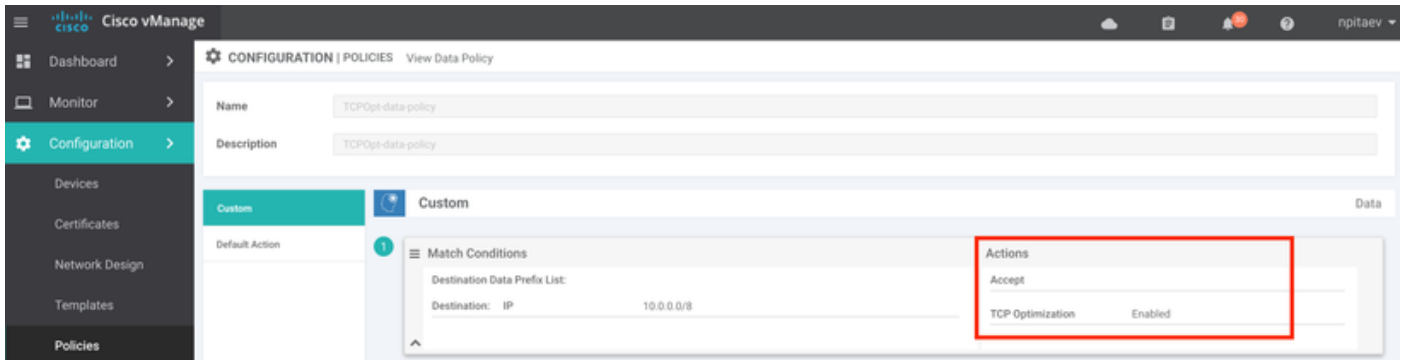 cisco Cisco vManage 30 npitaev
Dashboard CONFIGURATION | POLICIES View Data Policy
Monitor Name TCPOpt-data-policy
Configuration Description TCPOpt-data-policy
Devices
Custom Custom Data
Certificates
Default Action 1 Match Conditions Actions
Network Design
Destination Data Prefix List: Accept
Templates Destination: IP 10.0.0.0/8
TCP Optimization Enabled
Policies